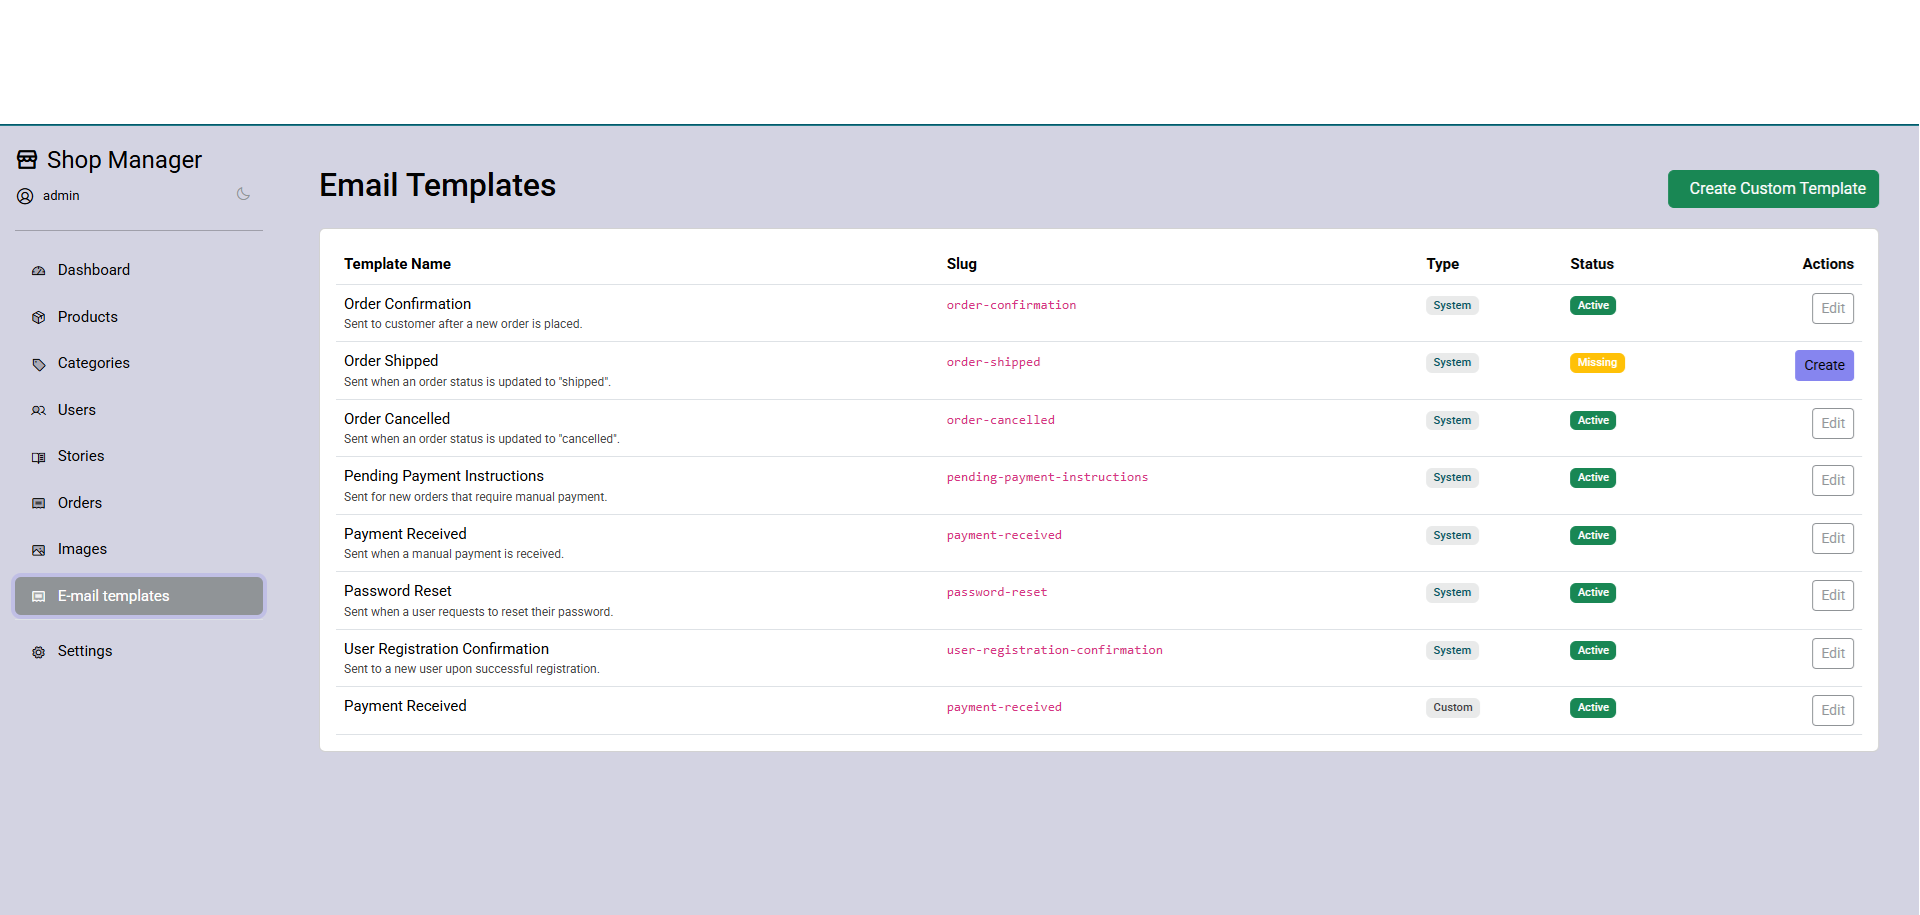 Shop Manager
admin
Dashboard
Products
Categories
Users
Stories
Orders
Images
E-mail templates
Settings
Email Templates
Create Custom Template
Template Name Slug Type Status Actions
Order Confirmation order-confirmation System Active Edit
Sent to customer after a new order is placed.
Order Shipped order-shipped System Missing Create
Sent when an order status is updated to "shipped".
Order Cancelled order-cancelled System Active Edit
Sent when an order status is updated to "cancelled".
Pending Payment Instructions pending-payment-instructions System Active Edit
Sent for new orders that require manual payment.
Payment Received payment-received System Active Edit
Sent when a manual payment is received.
Password Reset password-reset System Active Edit
Sent when a user requests to reset their password.
User Registration Confirmation user-registration-confirmation System Active Edit
Sent to a new user upon successful registration.
Payment Received payment-received Custom Active Edit